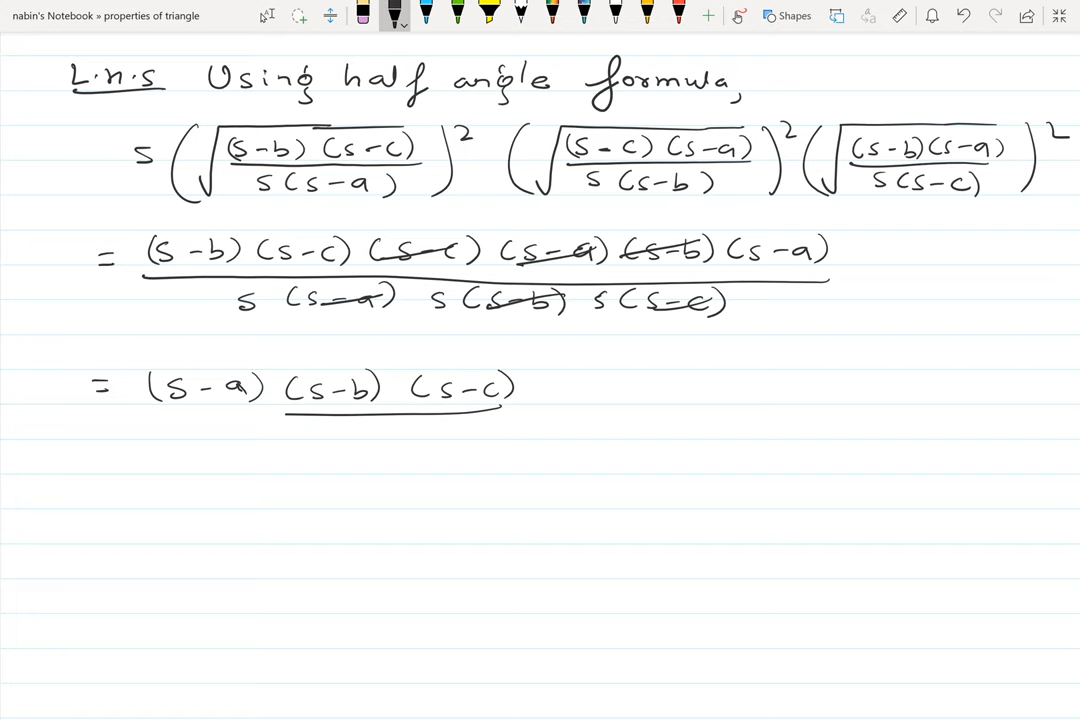 nabin's Notebook » properties of triangle
Shapes
L.H.S Using half angle formula,
s (√((s-b)(s-c) / s(s-a)))² (√((s-c)(s-a) / s(s-b)))² (√((s-b)(s-a) / s(s-c)))²
= (s-b)(s-c)(s-c)(s-a)(s-b)(s-a) / s(s-a) s(s-b) s(s-c)
= (s-a)(s-b)(s-c)